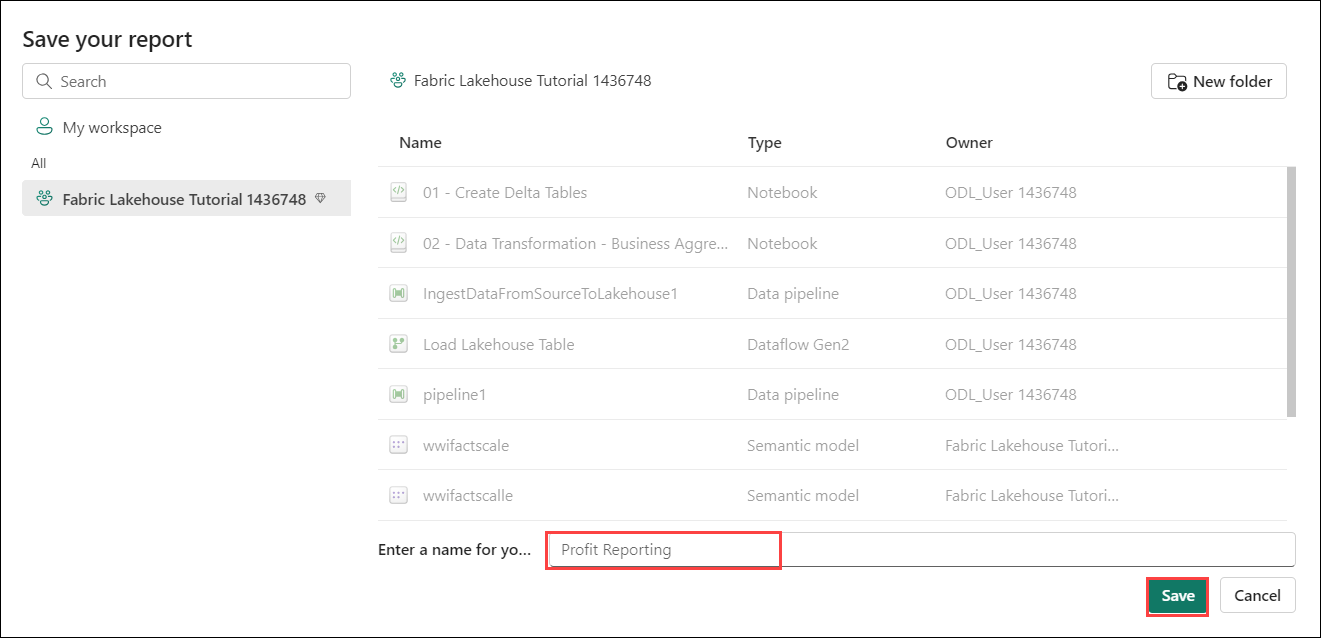 Save your report
Search
My workspace
All
Fabric Lakehouse Tutorial 1436748
Fabric Lakehouse Tutorial 1436748
New folder
Name Type Owner
01 - Create Delta Tables Notebook ODL_User 1436748
02 - Data Transformation - Business Aggre... Notebook ODL_User 1436748
IngestDataFromSourceToLakehouse1 Data pipeline ODL_User 1436748
Load Lakehouse Table Dataflow Gen2 ODL_User 1436748
pipeline1 Data pipeline ODL_User 1436748
wwifactscale Semantic model Fabric Lakehouse Tutori...
wwifactscalle Semantic model Fabric Lakehouse Tutori...
Enter a name for yo... Profit Reporting
Save Cancel